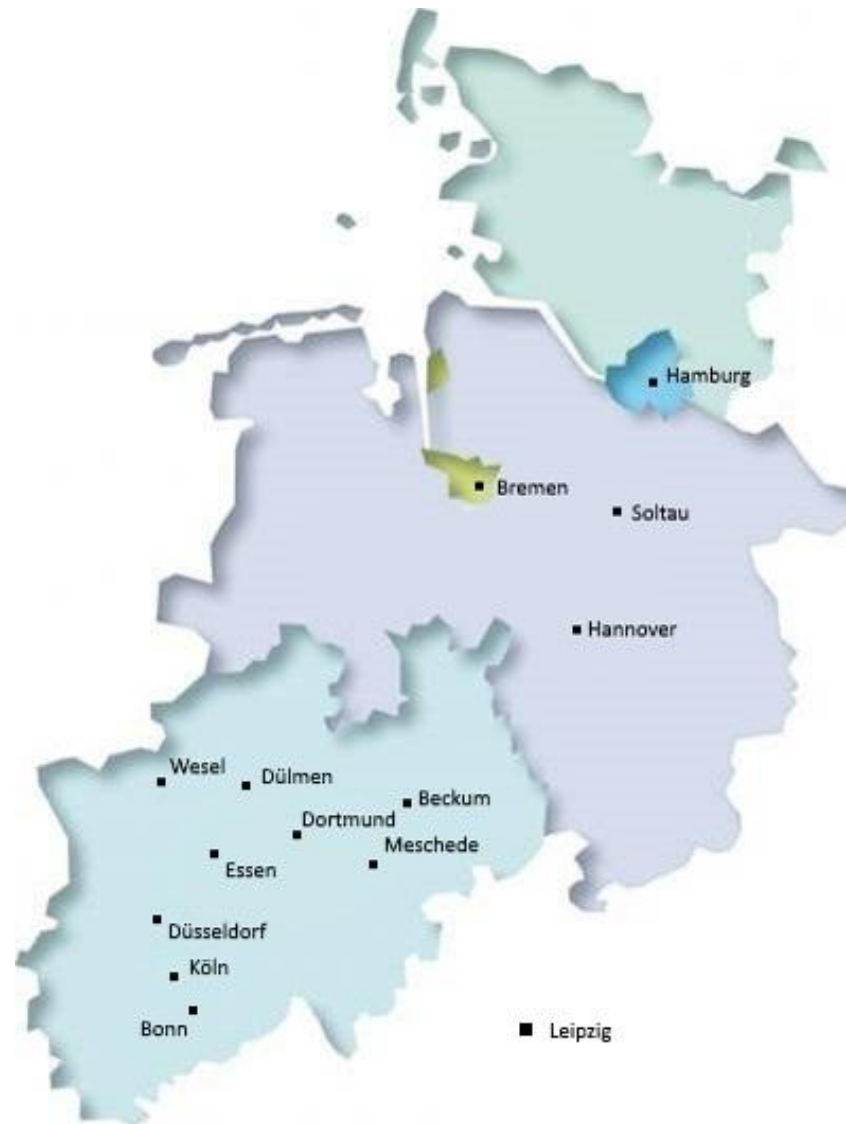 Hamburg
Bremen
Soltau
Hannover
Wesel
Dülmen
Beckum
Dortmund
Meschede
Essen
Düsseldorf
Köln
Bonn
Leipzig